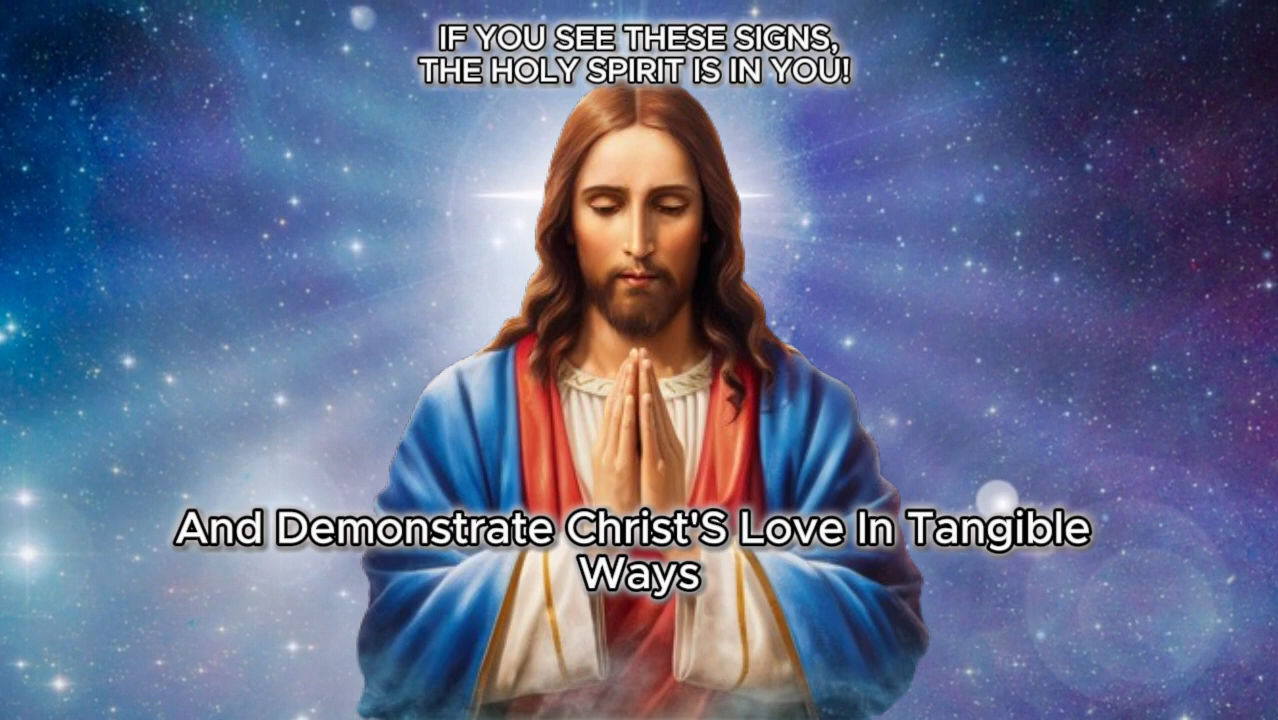 IF YOU SEE THESE SIGNS,
THE HOLY SPIRIT IS IN YOU!
And Demonstrate Christ'S Love In Tangible
Ways